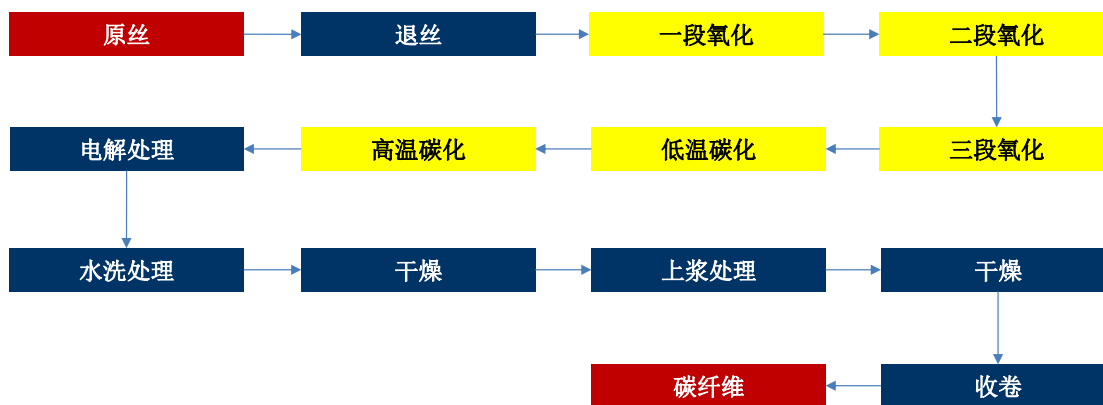 原丝
退丝
一段氧化
二段氧化
三段氧化
低温碳化
高温碳化
电解处理
水洗处理
干燥
上浆处理
干燥
收卷
碳纤维